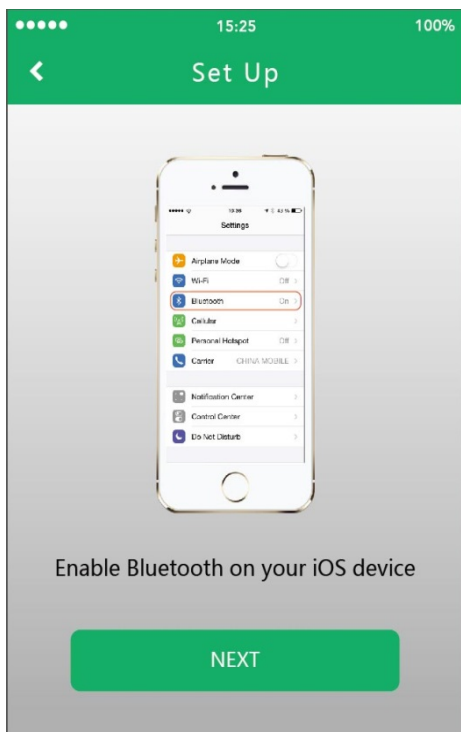 15:25
100%
Set Up
Settings
Airplane Mode
Wi-Fi Off
Bluetooth On
Cellular
Personal Hotspot Off
Carrier CHINA MOBILE
Notification Center
Control Center
Do Not Disturb
Enable Bluetooth on your iOS device
NEXT